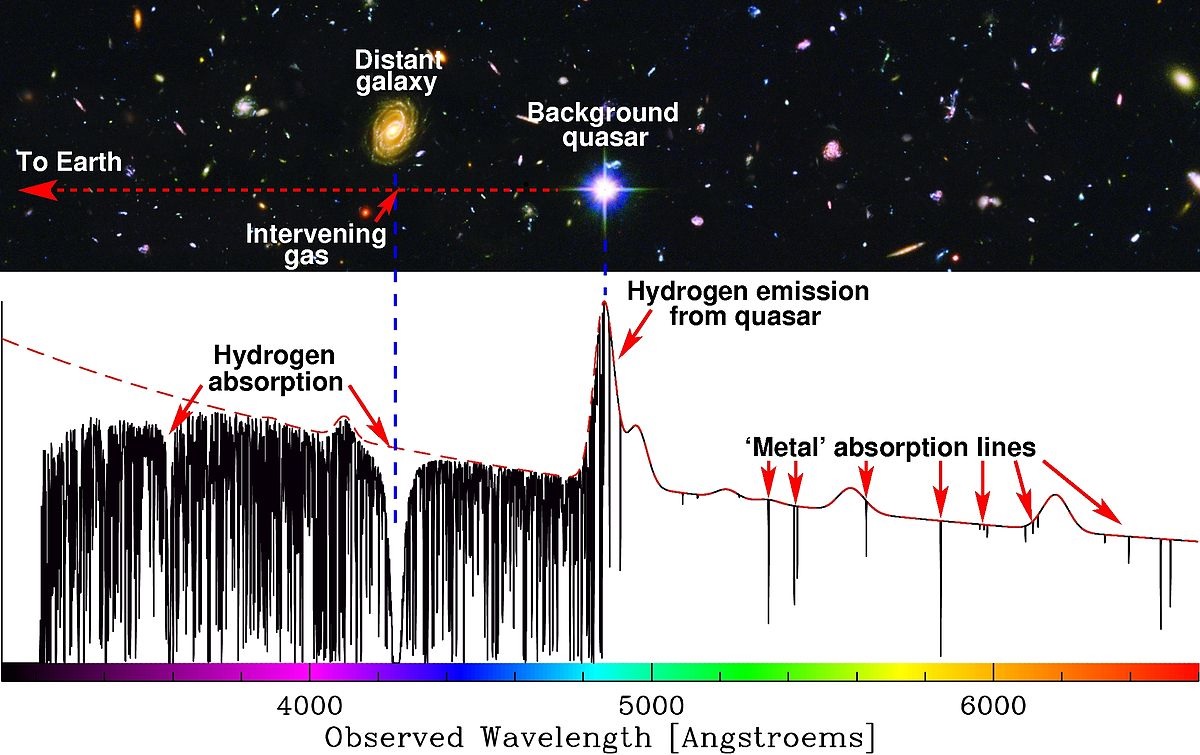 Distant
galaxy
Background
quasar
To Earth
Intervening
gas
Hydrogen emission
from quasar
Hydrogen
absorption
‘Metal’ absorption lines
4000
5000
6000
Observed Wavelength [Angstroems]